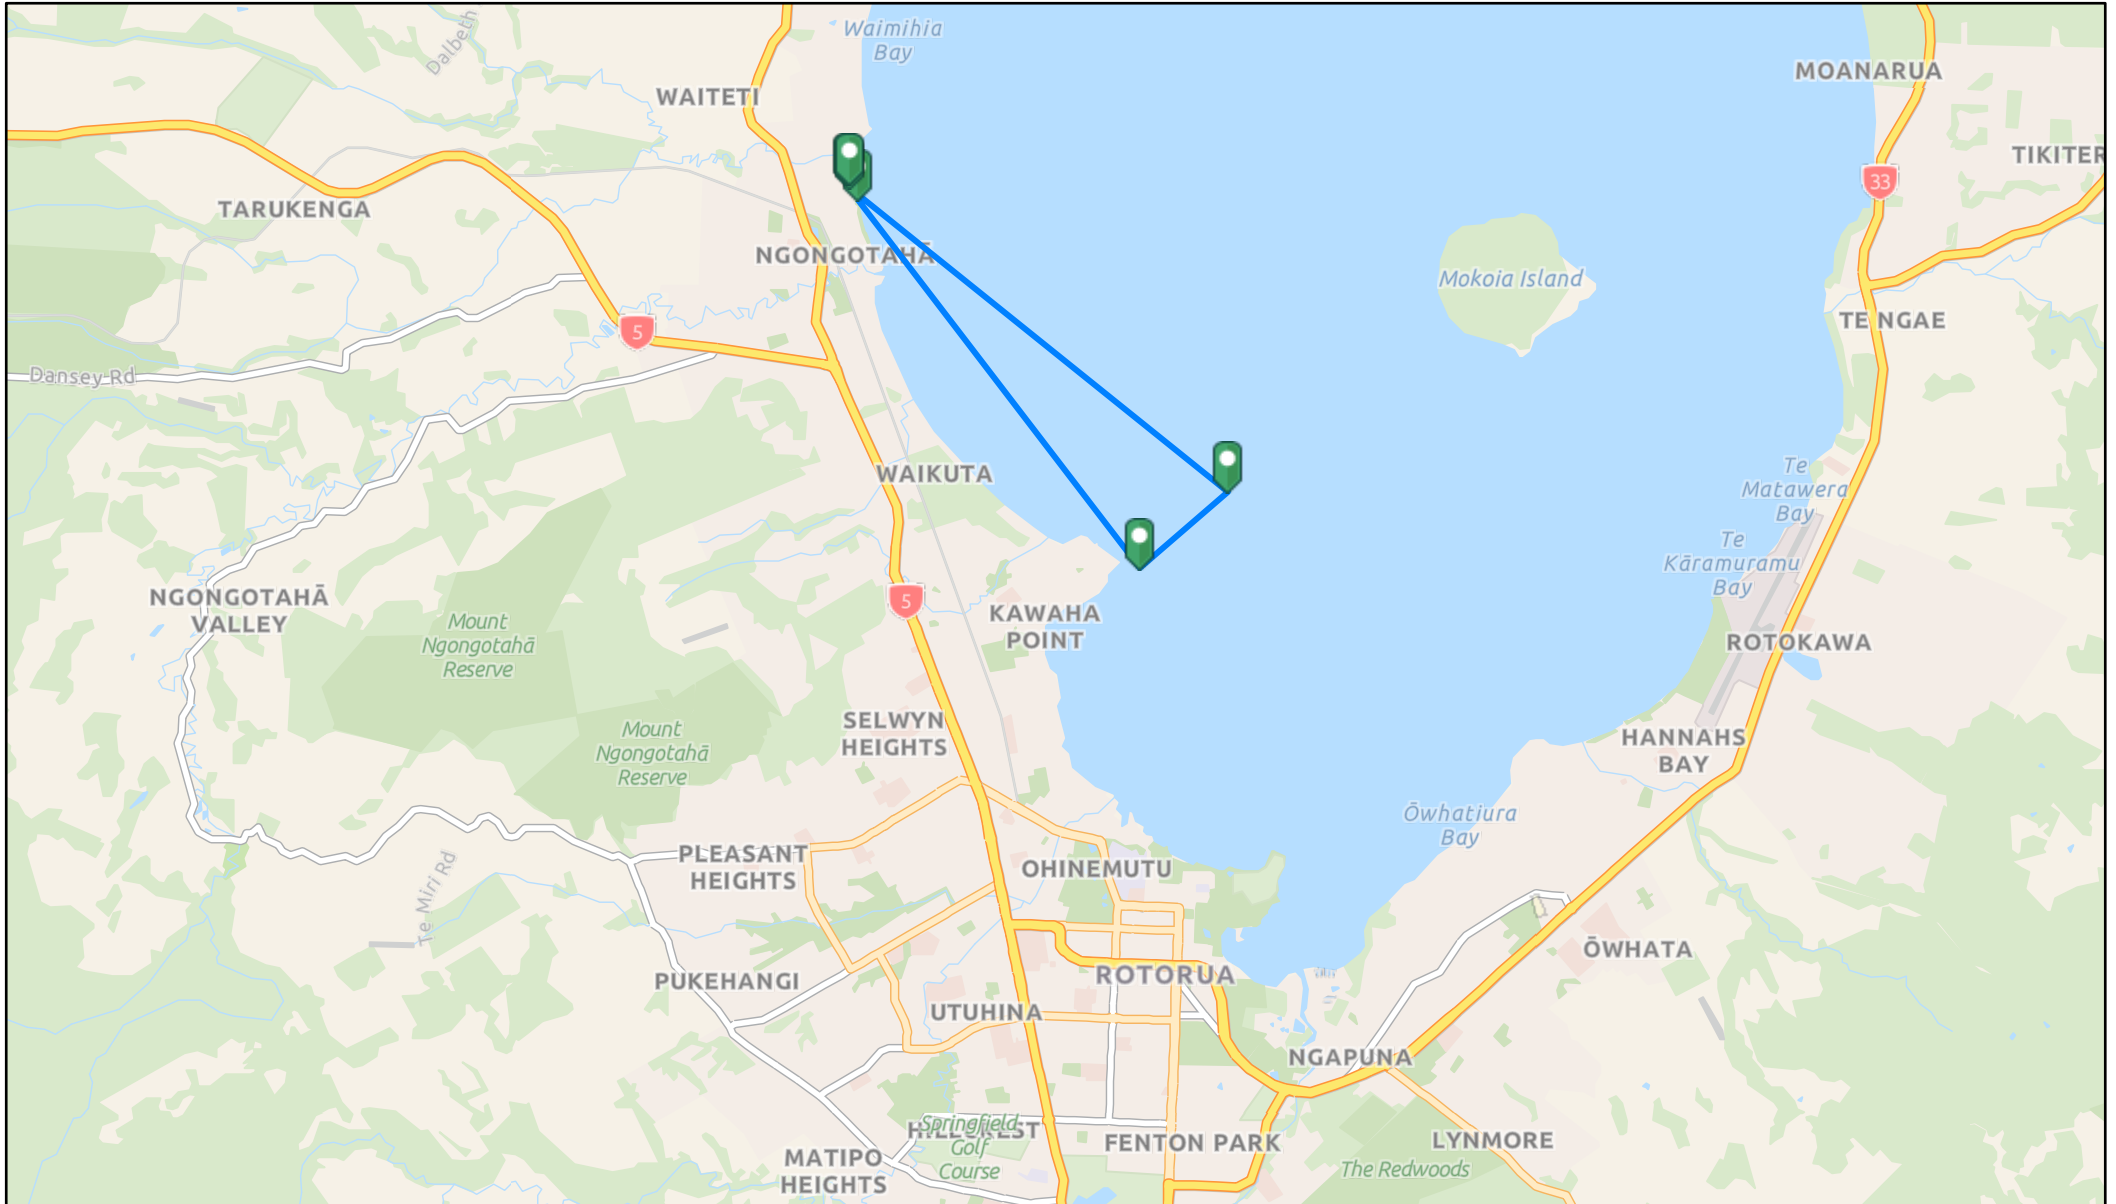 Waimihia
Bay
Dalbeth
MOANARUA
WAITETI
TIKITER
33
TARUKENGA
NGONGOTAHĀ
Mokoia Island
TE NGAE
5
Dansey Rd
WAIKUTA
Te
Matawera
Bay
Te
Kāramuramu
Bay
NGONGOTAHĀ
VALLEY
5
KAWAHA
POINT
Mount
Ngongotahā
Reserve
ROTOKAWA
SELWYN
HEIGHTS
Mount
Ngongotahā
Reserve
HANNAHS
BAY
Ōwhatiura
Bay
PLEASANT
HEIGHTS
OHINEMUTU
Te Miri Rd
ŌWHATA
PUKEHANGI
ROTORUA
UTUHINA
NGAPUNA
HILLCREST
Springfield
Golf
Course
FENTON PARK
LYNMORE
MATIPO
HEIGHTS
The Redwoods